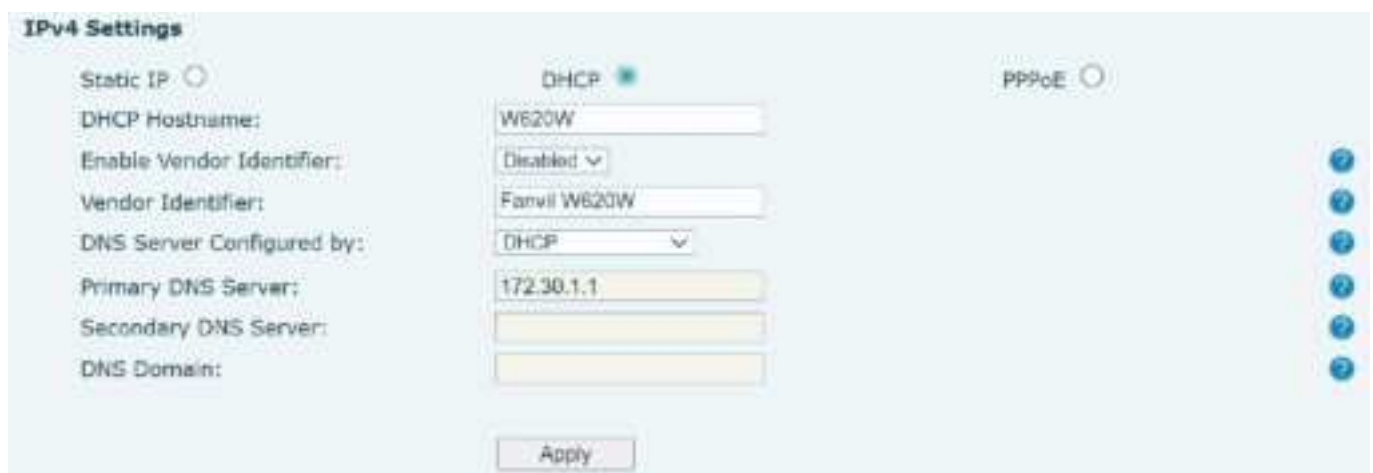 IPv4 Settings
Static IP DHCP PPPoE
DHCP Hostname: W620W
Enable Vendor Identifier: Disabled
Vendor Identifier: Fanvil W620W
DNS Server Configured by: DHCP
Primary DNS Server: 172.30.1.1
Secondary DNS Server:
DNS Domain:
Apply